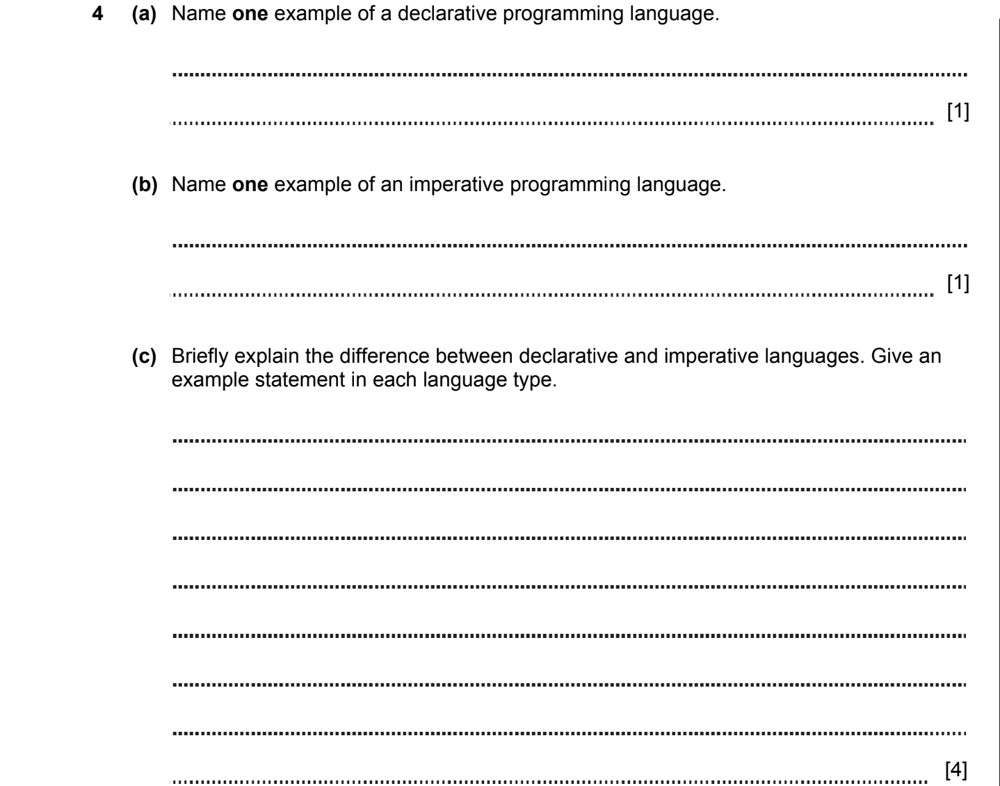 4 (a) Name one example of a declarative programming language.
[1]
(b) Name one example of an imperative programming language.
[1]
(c) Briefly explain the difference between declarative and imperative languages. Give an
example statement in each language type.
[4]